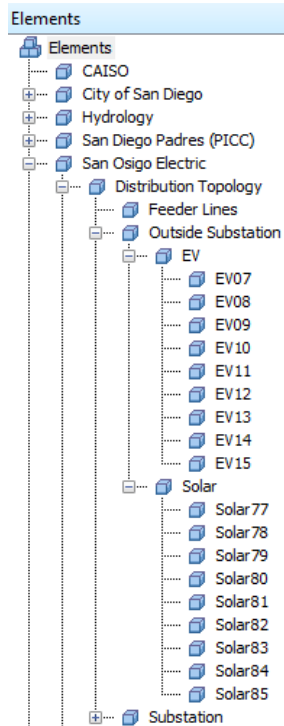 Elements
Elements
CAISO
City of San Diego
Hydrology
San Diego Padres (PICC)
San Osigo Electric
Distribution Topology
Feeder Lines
Outside Substation
EV
EV07
EV08
EV09
EV10
EV11
EV12
EV13
EV14
EV15
Solar
Solar77
Solar78
Solar79
Solar80
Solar81
Solar82
Solar83
Solar84
Solar85
Substation